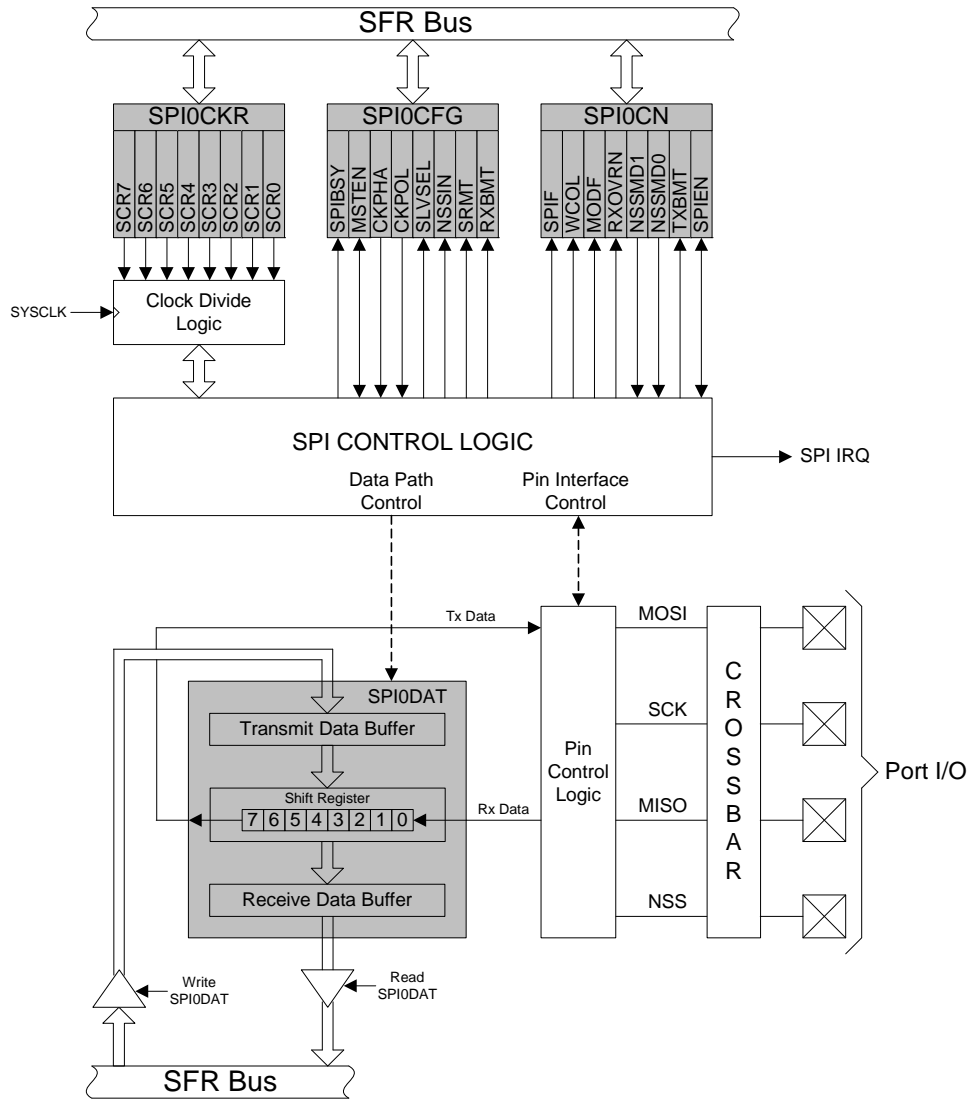 SFR Bus
SPI0CKR
SPI0CFG
SPI0CN
SCR7
SCR6
SCR5
SCR4
SCR3
SCR2
SCR1
SCR0
SPIBSY
MSTEN
CKPHA
CKPOL
SLVSEL
NSSIN
SRMT
RXBMT
SPIF
WCOL
MODF
RXOVRN
NSSMD1
NSSMD0
TXBMT
SPIEN
SYSCLK
Clock Divide
Logic
SPI CONTROL LOGIC
SPI IRQ
Data Path
Control
Pin Interface
Control
Tx Data
MOSI
SPI0DAT
Transmit Data Buffer
SCK
Shift Register
7 6 5 4 3 2 1 0
Rx Data
Pin
Control
Logic
MISO
Receive Data Buffer
NSS
CROSSBAR
Port I/O
Write
SPI0DAT
Read
SPI0DAT
SFR Bus